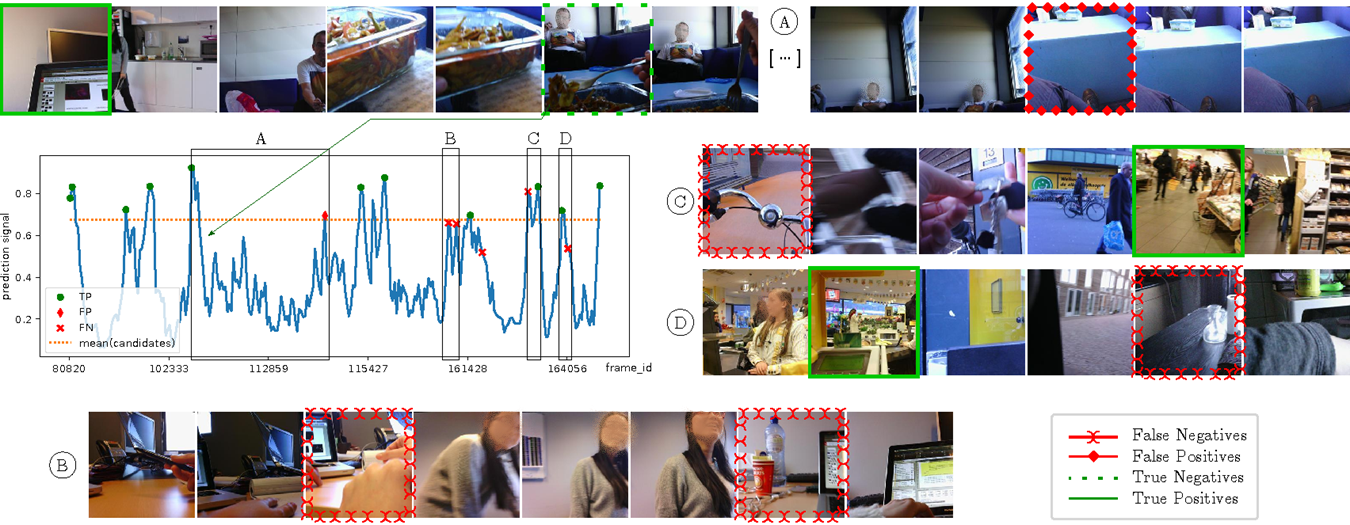 A
[ ... ]
A
B
C
D
prediction signal
0.8
0.6
0.4
0.2
TP
FP
FN
mean(candidates)
80820
102333
112859
115427
161428
164056
frame_id
C
13
D
B
False Negatives
False Positives
True Negatives
True Positives